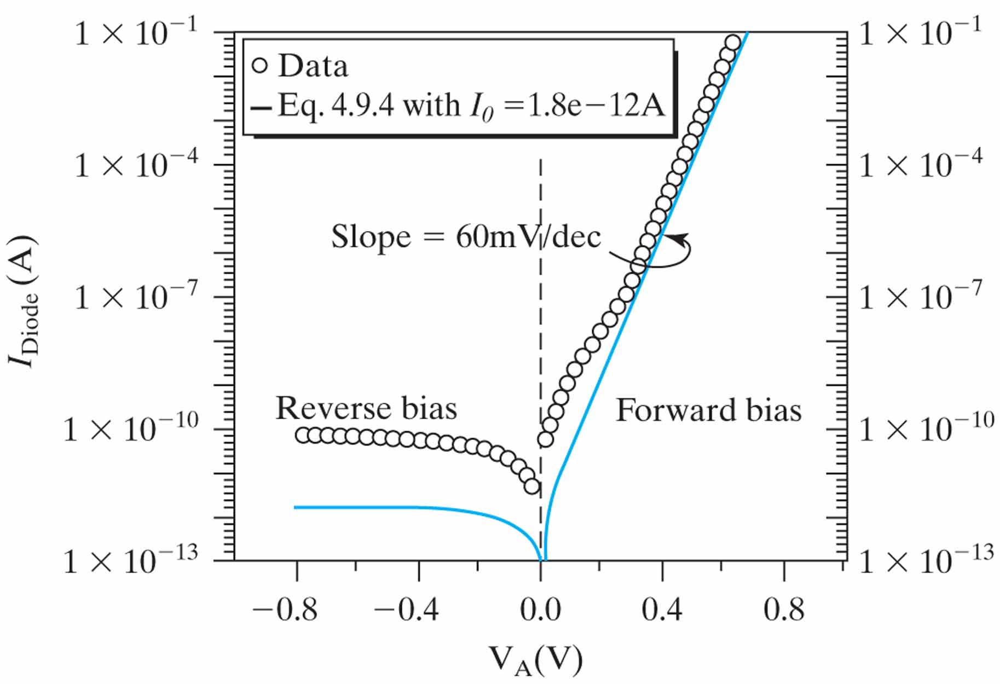 1 × 10⁻¹
1 × 10⁻⁴
1 × 10⁻⁷
1 × 10⁻¹⁰
1 × 10⁻¹³
I_Diode (A)
Data
Eq. 4.9.4 with I₀ =1.8e−12A
Slope = 60mV/dec
Reverse bias
Forward bias
1 × 10⁻¹
1 × 10⁻⁴
1 × 10⁻⁷
1 × 10⁻¹⁰
1 × 10⁻¹³
−0.8 −0.4 0.0 0.4 0.8
V_A(V)